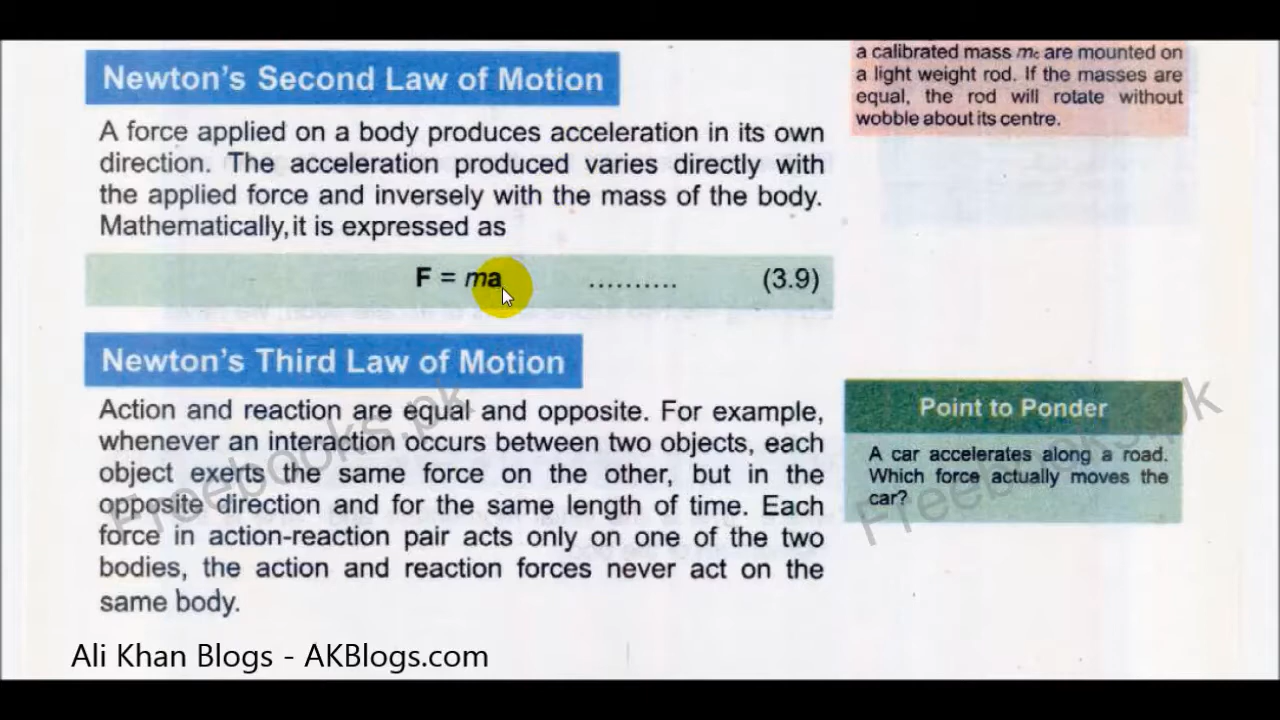 Newton's Second Law of Motion
A force applied on a body produces acceleration in its own
direction. The acceleration produced varies directly with
the applied force and inversely with the mass of the body.
Mathematically, it is expressed as
F = ma .......... (3.9)
Newton's Third Law of Motion
Action and reaction are equal and opposite. For example,
whenever an interaction occurs between two objects, each
object exerts the same force on the other, but in the
opposite direction and for the same length of time. Each
force in action-reaction pair acts only on one of the two
bodies, the action and reaction forces never act on the
same body.
a calibrated mass mc are mounted on
a light weight rod. If the masses are
equal, the rod will rotate without
wobble about its centre.
Point to Ponder
A car accelerates along a road.
Which force actually moves the
car?
Freebooks.pk
Freebooks.pk
Ali Khan Blogs - AKBlogs.com